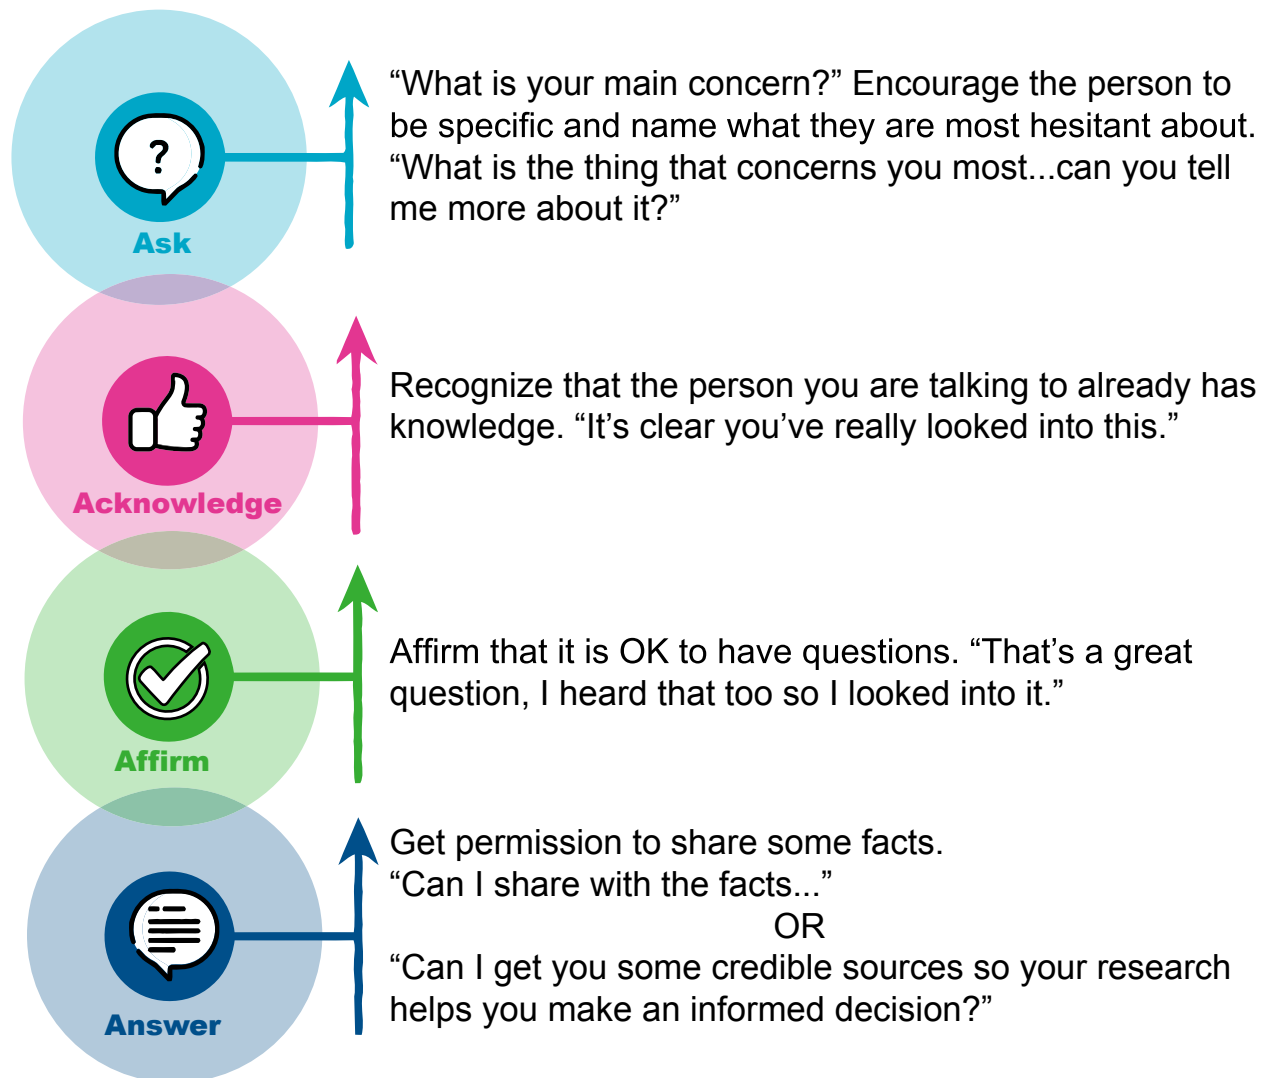 “What is your main concern?” Encourage the person to
be specific and name what they are most hesitant about.
“What is the thing that concerns you most...can you tell
me more about it?”
?
Ask
Recognize that the person you are talking to already has
knowledge. “It’s clear you’ve really looked into this.”
Acknowledge
Affirm that it is OK to have questions. “That’s a great
question, I heard that too so I looked into it.”
Affirm
Get permission to share some facts.
“Can I share with the facts...”
OR
“Can I get you some credible sources so your research
helps you make an informed decision?”
Answer